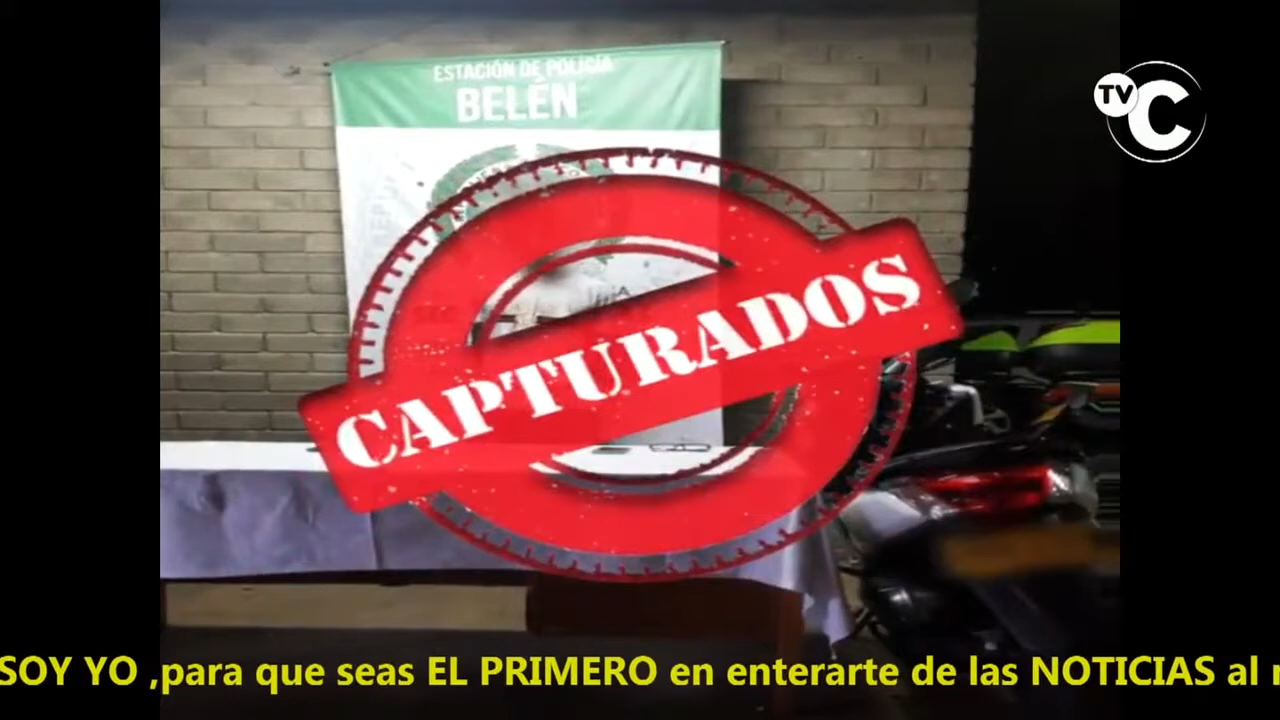 ESTACIÓN DE POLICÍA
BELÉN
TV C
CAPTURADOS
SOY YO ,para que seas EL PRIMERO en enterarte de las NOTICIAS al